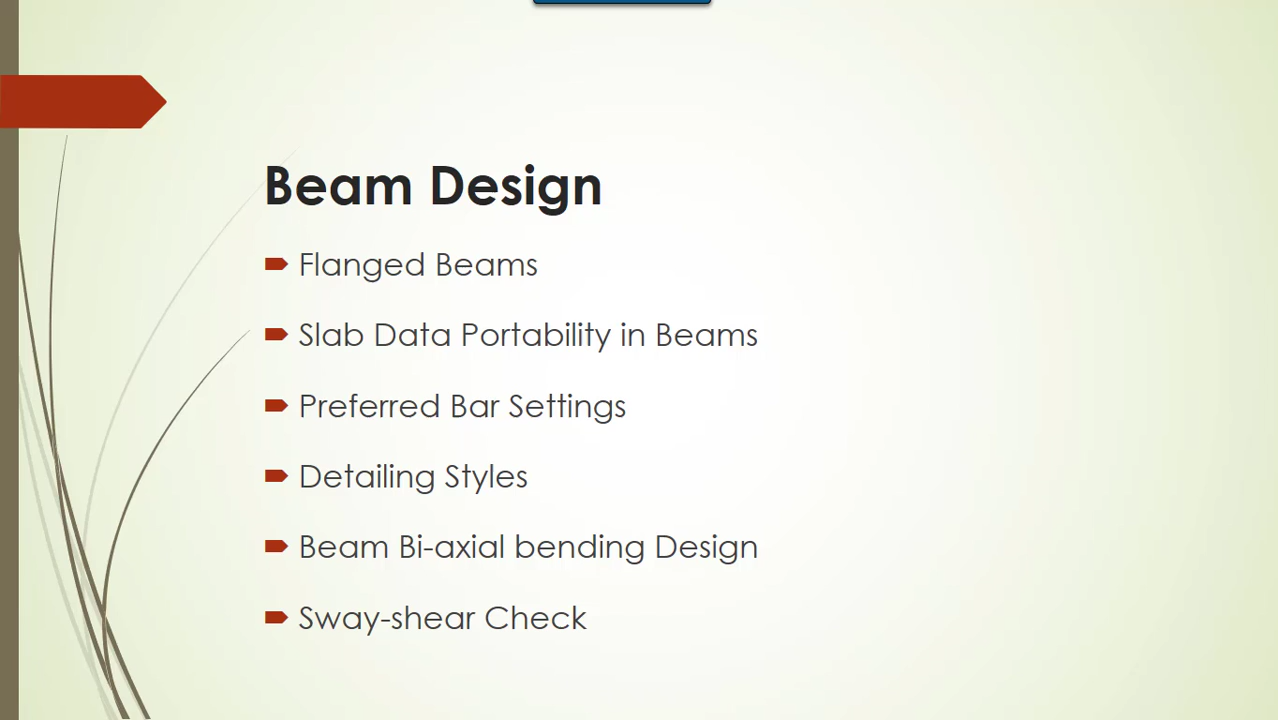 Beam Design
Flanged Beams
Slab Data Portability in Beams
Preferred Bar Settings
Detailing Styles
Beam Bi-axial bending Design
Sway-shear Check